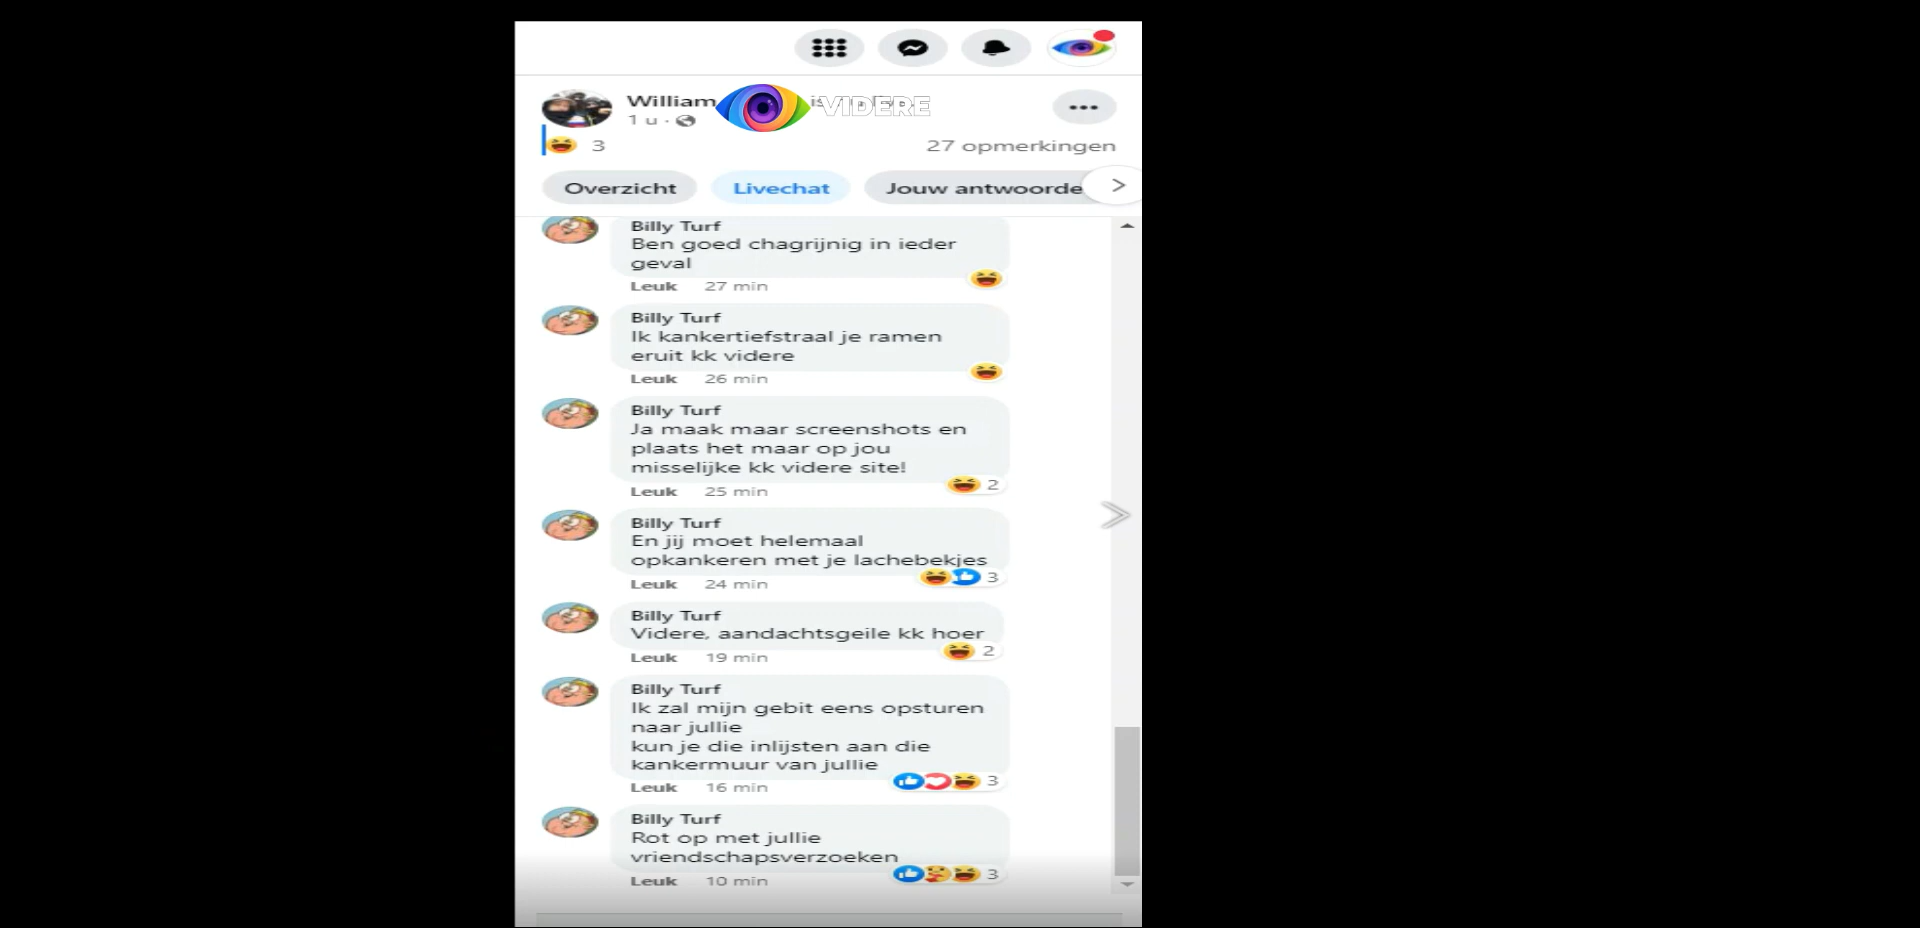 William
is nu live.
VIDERE
1 u ·
3
27 opmerkingen
Overzicht
Livechat
Jouw antwoorde
Billy Turf
Ben goed chagrijnig in ieder
geval
Leuk 27 min
Billy Turf
Ik kankertiefstraal je ramen
eruit kk videre
Leuk 26 min
Billy Turf
Ja maak maar screenshots en
plaats het maar op jou
misselijke kk videre site!
2
Leuk 25 min
Billy Turf
En jij moet helemaal
opkankeren met je lachebekjes
3
Leuk 24 min
Billy Turf
Videre, aandachtsgeile kk hoer
2
Leuk 19 min
Billy Turf
Ik zal mijn gebit eens opsturen
naar jullie
kun je die inlijsten aan die
kankermuur van jullie
3
Leuk 16 min
Billy Turf
Rot op met jullie
vriendschapsverzoeken
3
Leuk 10 min